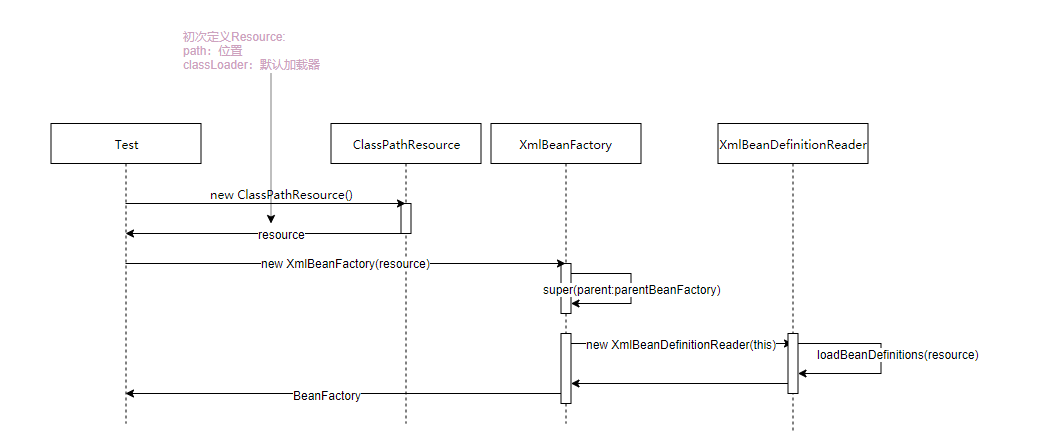 初次定义Resource:
path：位置
classLoader：默认加载器
Test
ClassPathResource
XmlBeanFactory
XmlBeanDefinitionReader
new ClassPathResource()
resource
new XmlBeanFactory(resource)
super(parent:parentBeanFactory)
new XmlBeanDefinitionReader(this)
loadBeanDefinitions(resource)
BeanFactory